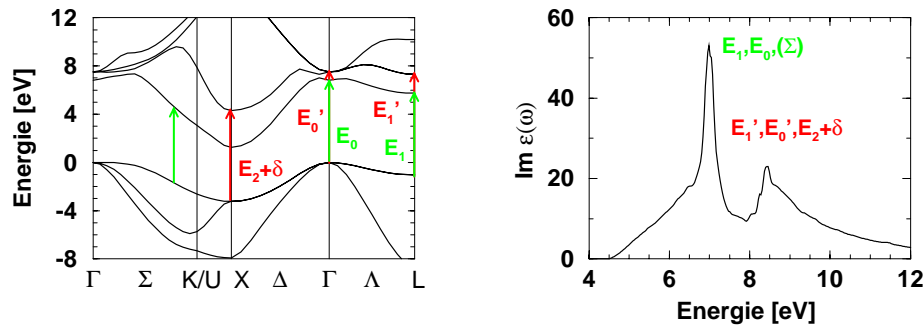 12
8
4
0
-4
-8
Energie [eV]
Γ Σ K/U X Δ Γ Λ L
E₀’
E₀
E₂+δ
E₁’
E₁
60
40
20
0
Im ε(ω)
E₁,E₀,(Σ)
E₁’,E₀’,E₂+δ
4 6 8 10 12
Energie [eV]